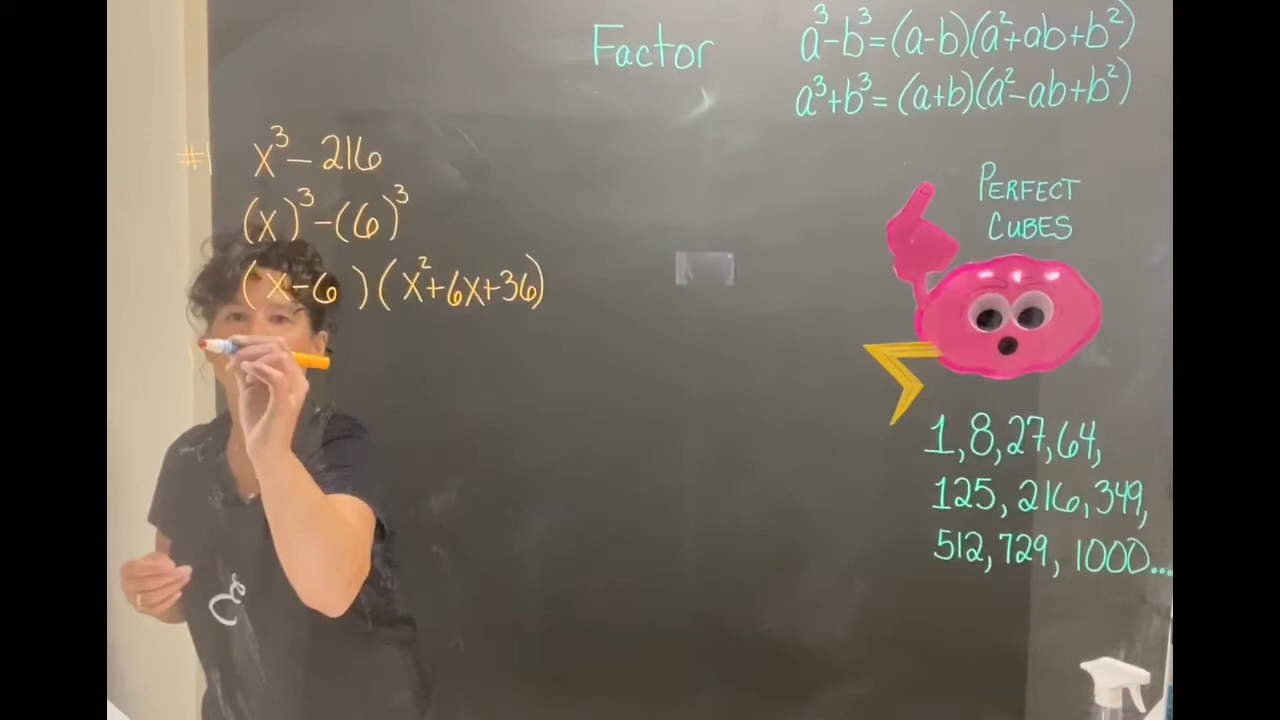 Factor
a³-b³=(a-b)(a²+ab+b²)
a³+b³=(a+b)(a²-ab+b²)
#1 x³-216
(x)³-(6)³
(x-6)(x²+6x+36)
PERFECT
CUBES
1,8,27,64,
125,216,349,
512,729,1000...